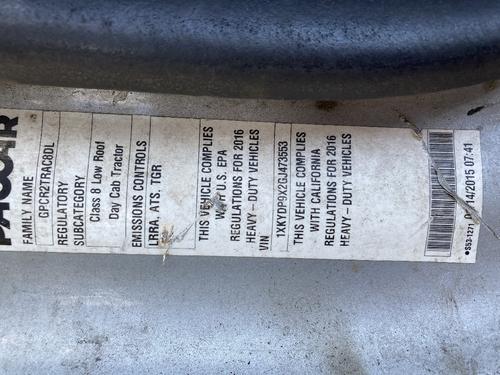 PACCAR
FAMILY NAME
GPCR2TRAC8DL
REGULATORY
SUBCATEGORY
Class 8 Low Roof
Day Cab Tractor
EMISSIONS CONTROLS
LRRA, ATS, TGR
THIS VEHICLE COMPLIES
WITH U.S. EPA
REGULATIONS FOR 2016
HEAVY-DUTY VEHICLES
VIN
THIS VEHICLE COMPLIES
WITH CALIFORNIA
REGULATIONS FOR 2016
HEAVY-DUTY VEHICLES
•S53-1271
14/2015 07:41